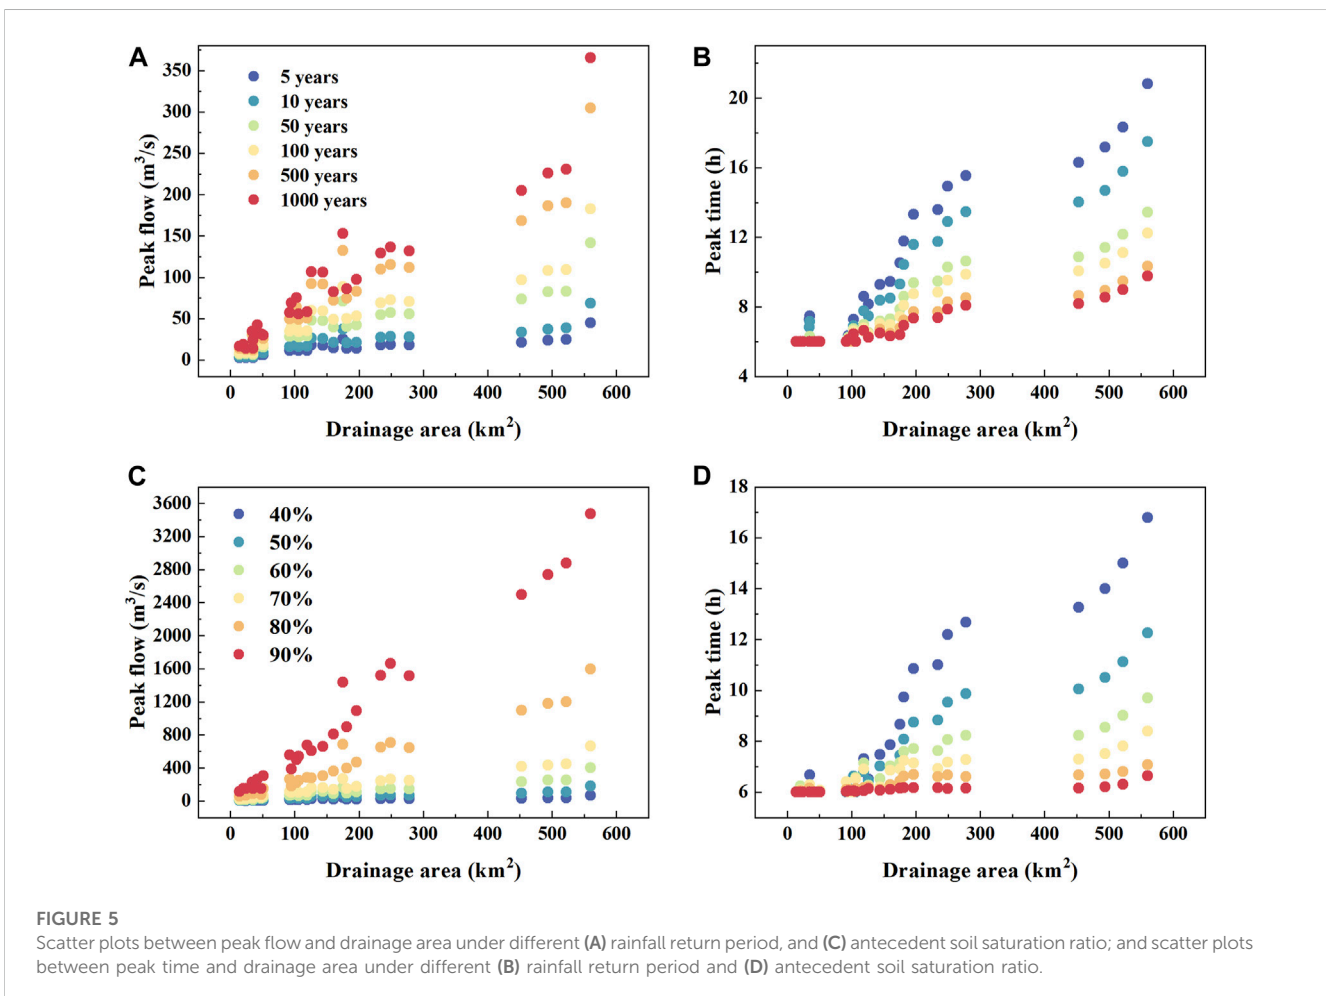 A
350
300
250
200
150
100
50
0
Peak flow (m³/s)
5 years
10 years
50 years
100 years
500 years
1000 years
0 100 200 300 400 500 600
Drainage area (km²)
B
20
16
12
8
4
Peak time (h)
0 100 200 300 400 500 600
Drainage area (km²)
C
3600
3200
2800
2400
2000
1600
1200
800
400
0
Peak flow (m³/s)
40%
50%
60%
70%
80%
90%
0 100 200 300 400 500 600
Drainage area (km²)
D
18
16
14
12
10
8
6
Peak time (h)
0 100 200 300 400 500 600
Drainage area (km²)
FIGURE 5
Scatter plots between peak flow and drainage area under different (A) rainfall return period, and (C) antecedent soil saturation ratio; and scatter plots
between peak time and drainage area under different (B) rainfall return period and (D) antecedent soil saturation ratio.